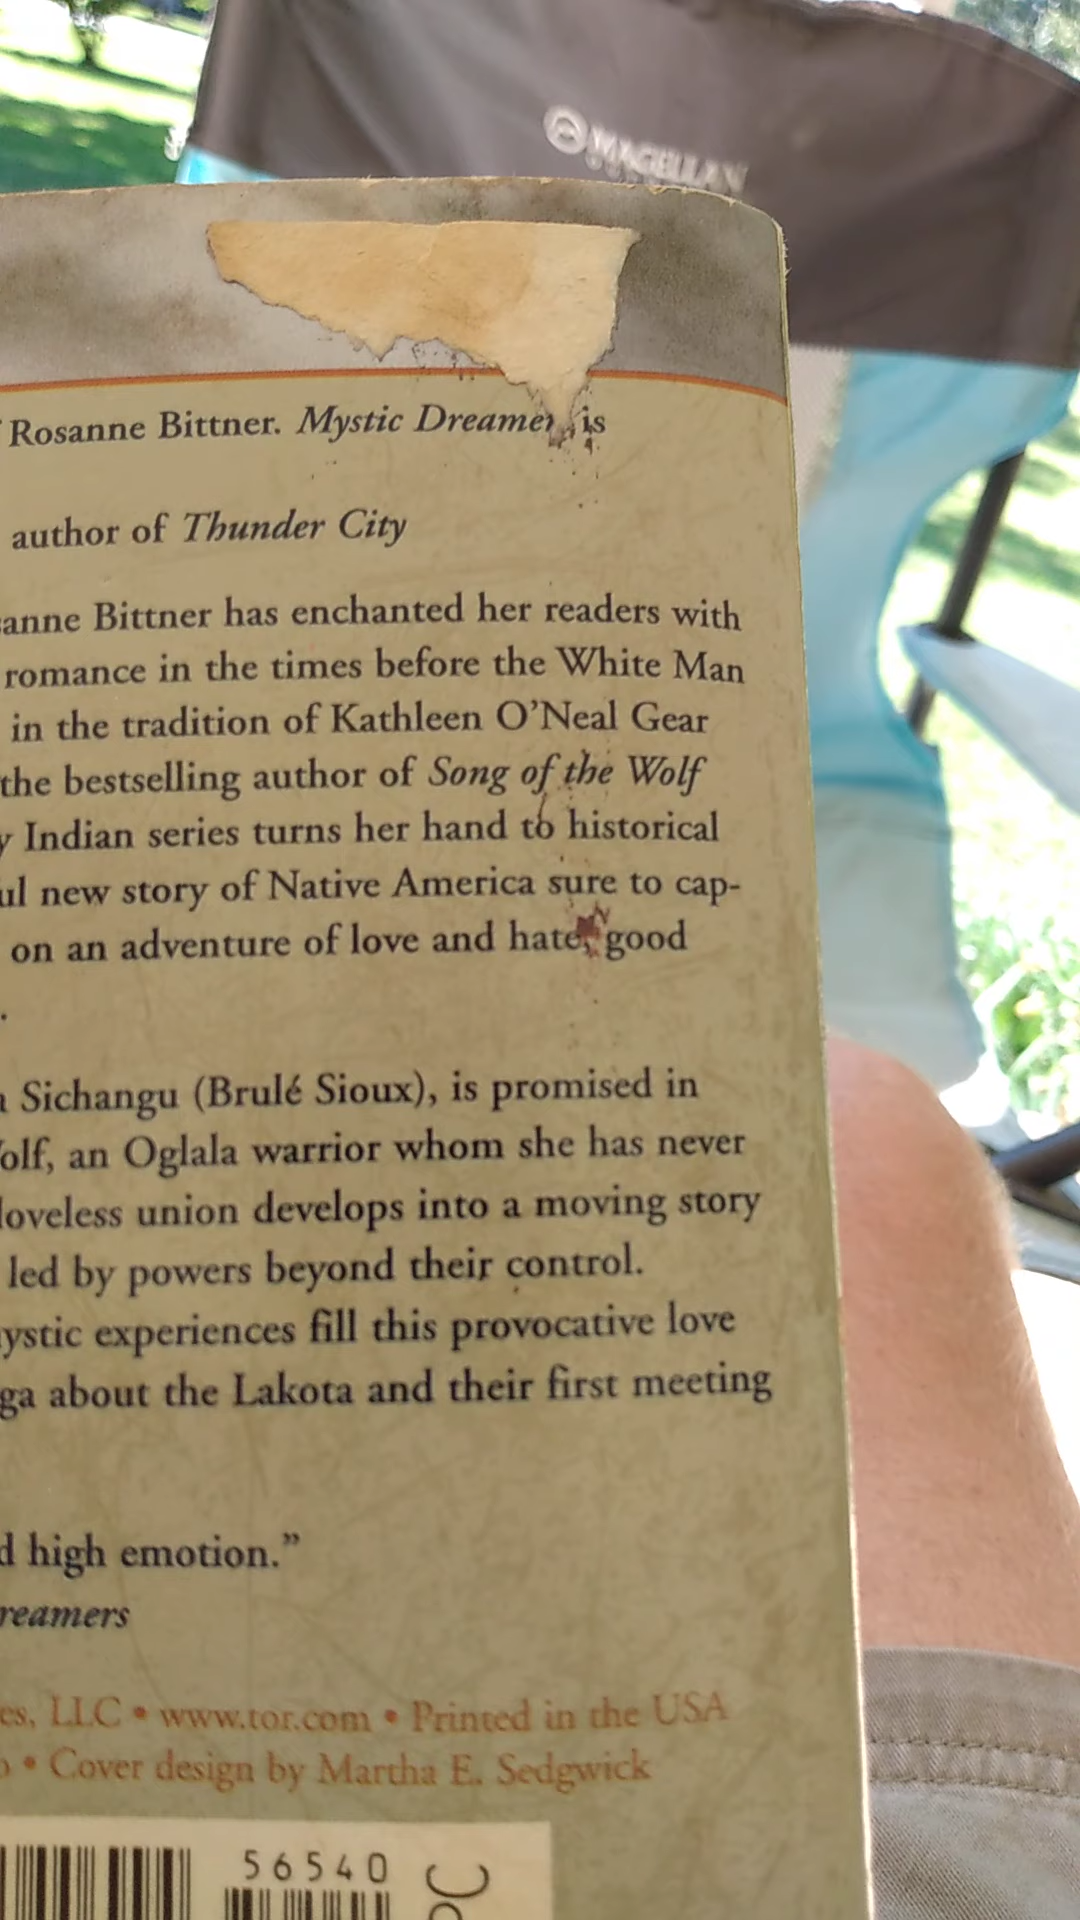 MAGELLAN
Rosanne Bittner. Mystic Dreamers is
author of Thunder City
anne Bittner has enchanted her readers with
romance in the times before the White Man
in the tradition of Kathleen O'Neal Gear
the bestselling author of Song of the Wolf
y Indian series turns her hand to historical
ul new story of Native America sure to cap-
on an adventure of love and hate, good
.
Sichangu (Brulé Sioux), is promised in
olf, an Oglala warrior whom she has never
loveless union develops into a moving story
led by powers beyond their control.
ystic experiences fill this provocative love
ga about the Lakota and their first meeting
d high emotion.”
reamers
es, LLC • www.tor.com • Printed in the USA
• Cover design by Martha E. Sedgwick
56540